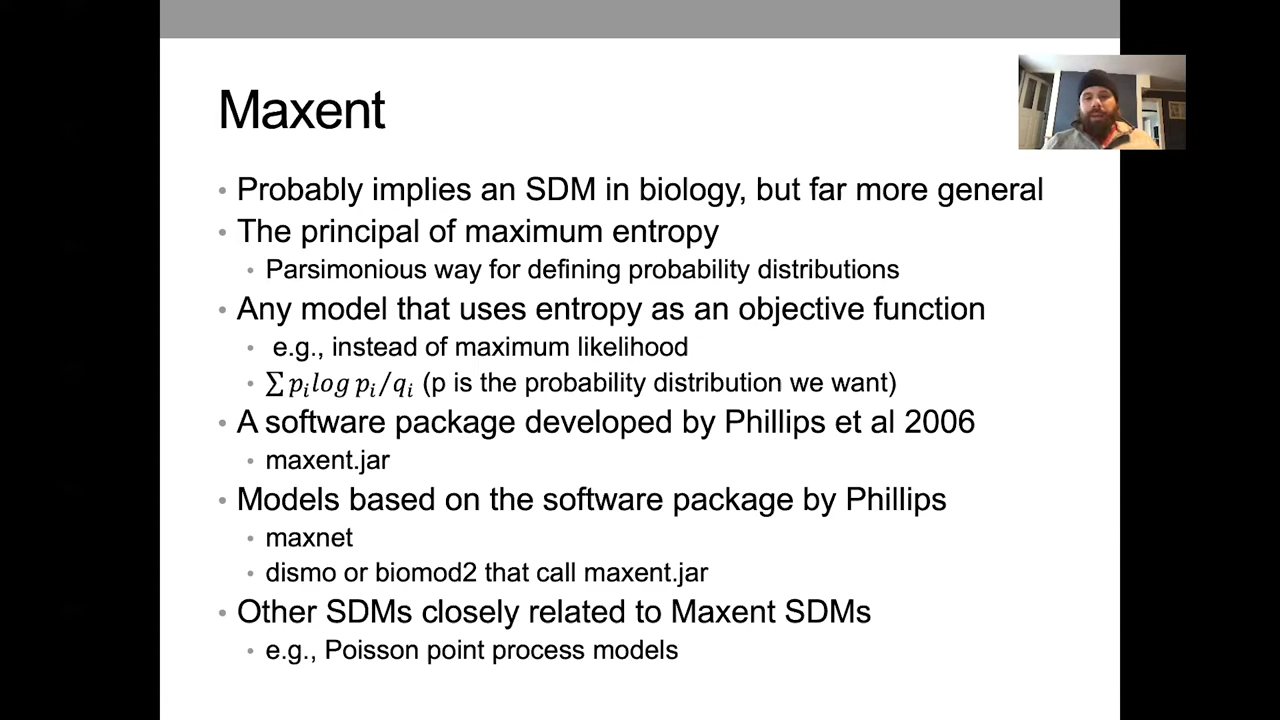 Maxent
• Probably implies an SDM in biology, but far more general
• The principal of maximum entropy
• Parsimonious way for defining probability distributions
• Any model that uses entropy as an objective function
• e.g., instead of maximum likelihood
• ∑ pᵢlog pᵢ/qᵢ (p is the probability distribution we want)
• A software package developed by Phillips et al 2006
• maxent.jar
• Models based on the software package by Phillips
• maxnet
• dismo or biomod2 that call maxent.jar
• Other SDMs closely related to Maxent SDMs
• e.g., Poisson point process models